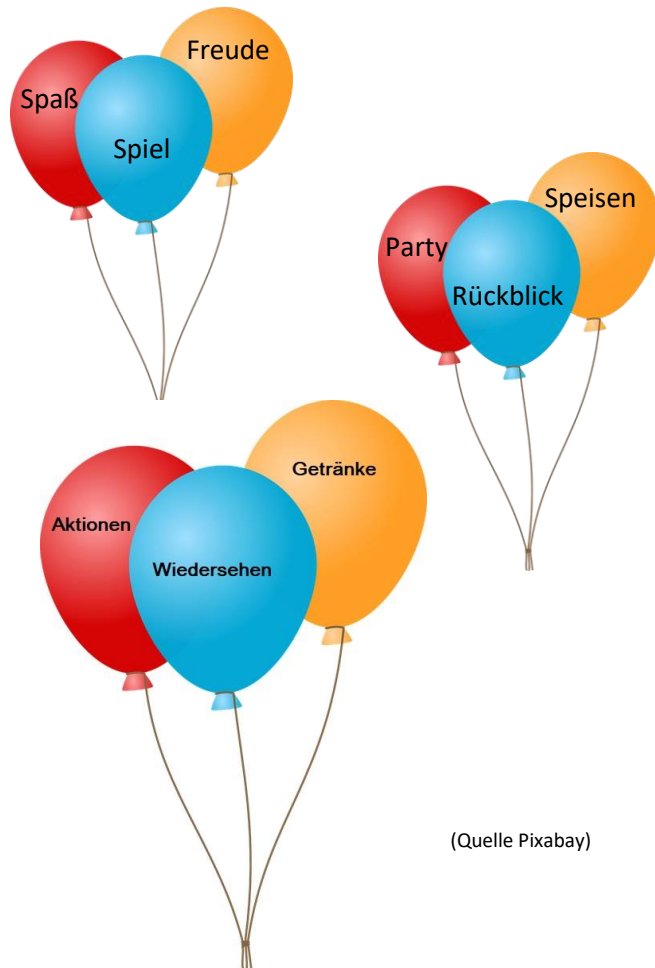 Freude
Spaß
Spiel
Speisen
Party
Rückblick
Getränke
Aktionen
Wiedersehen
(Quelle Pixabay)